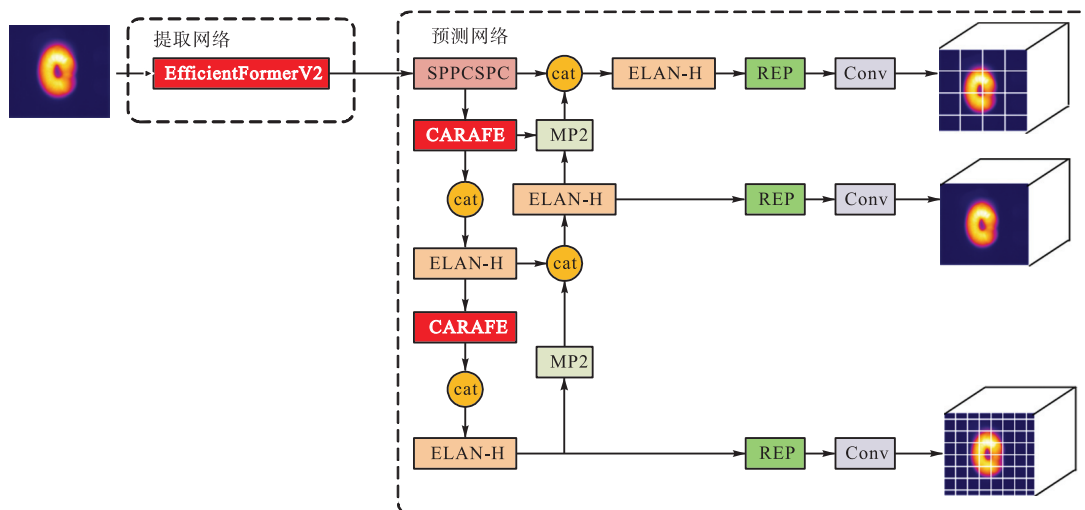 提取网络
预测网络
EfficientFormerV2
SPPCSPC
cat
ELAN-H
REP
Conv
CARAFE
MP2
cat
ELAN-H
REP
Conv
ELAN-H
cat
CARAFE
MP2
cat
ELAN-H
REP
Conv